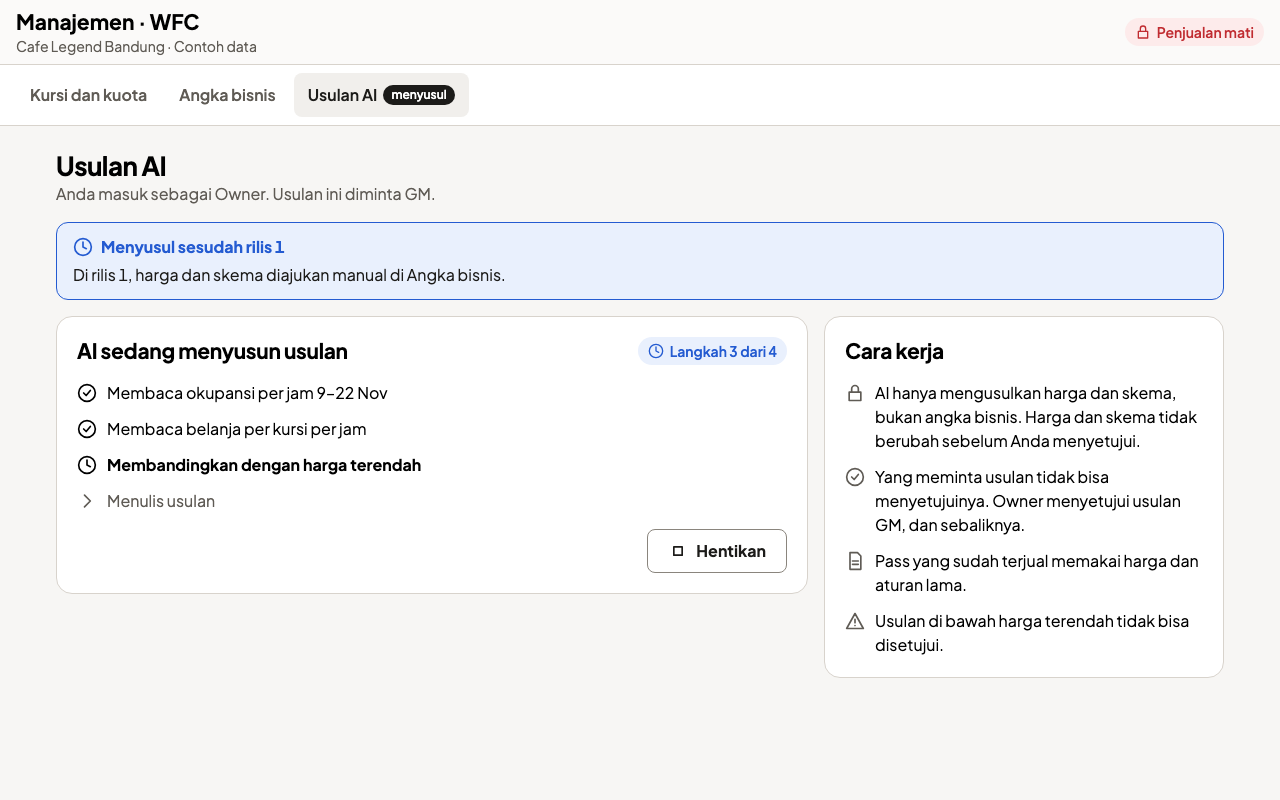 Manajemen · WFC
Cafe Legend Bandung · Contoh data
Penjualan mati
Kursi dan kuota
Angka bisnis
Usulan AI
menyusul
Usulan AI
Anda masuk sebagai Owner. Usulan ini diminta GM.
Menyusul sesudah rilis 1
Di rilis 1, harga dan skema diajukan manual di Angka bisnis.
AI sedang menyusun usulan
Langkah 3 dari 4
Membaca okupansi per jam 9–22 Nov
Membaca belanja per kursi per jam
Membandingkan dengan harga terendah
Menulis usulan
Hentikan
Cara kerja
AI hanya mengusulkan harga dan skema,
bukan angka bisnis. Harga dan skema tidak
berubah sebelum Anda menyetujui.
Yang meminta usulan tidak bisa
menyetujuinya. Owner menyetujui usulan
GM, dan sebaliknya.
Pass yang sudah terjual memakai harga dan
aturan lama.
Usulan di bawah harga terendah tidak bisa
disetujui.